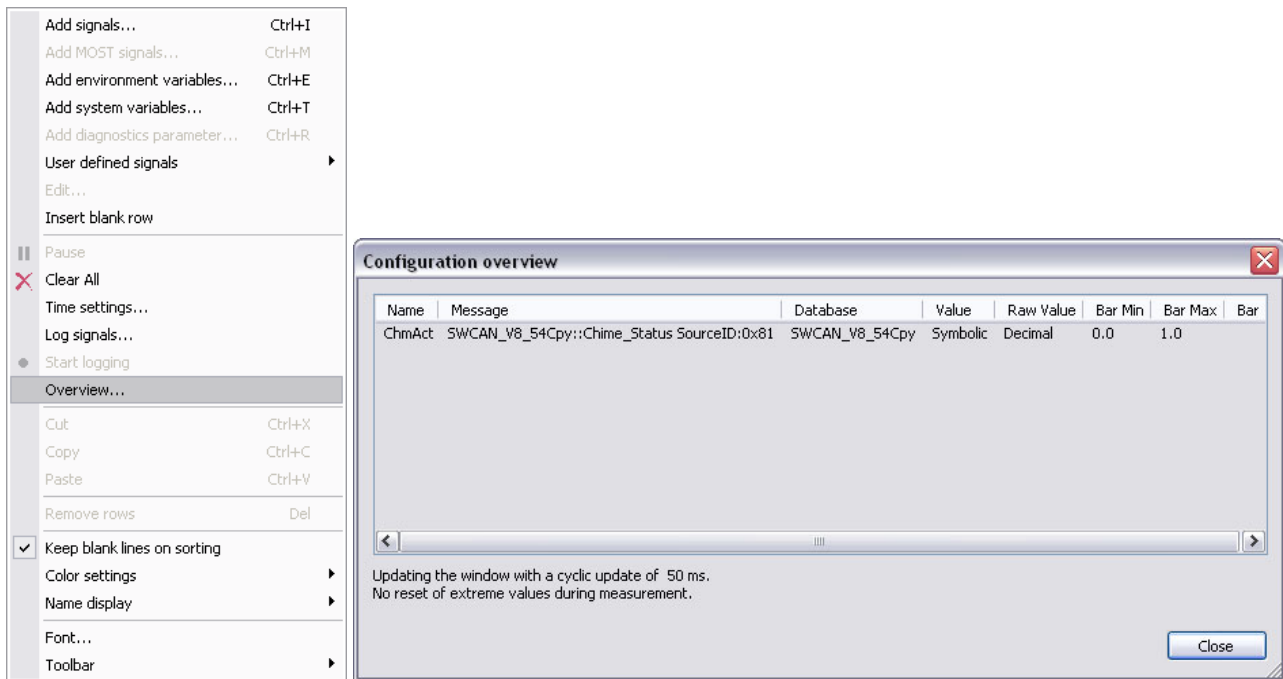 Add signals... Ctrl+I
Add MOST signals... Ctrl+M
Add environment variables... Ctrl+E
Add system variables... Ctrl+T
Add diagnostics parameter... Ctrl+R
User defined signals
Edit...
Insert blank row
Pause
Clear All
Time settings...
Log signals...
Start logging
Overview...
Cut Ctrl+X
Copy Ctrl+C
Paste Ctrl+V
Remove rows Del
Keep blank lines on sorting
Color settings
Name display
Font...
Toolbar
Configuration overview
Name Message Database Value Raw Value Bar Min Bar Max Bar
ChmAct SWCAN_V8_54Cpy::Chime_Status SourceID:0x81 SWCAN_V8_54Cpy Symbolic Decimal 0.0 1.0
Updating the window with a cyclic update of 50 ms.
No reset of extreme values during measurement.
Close